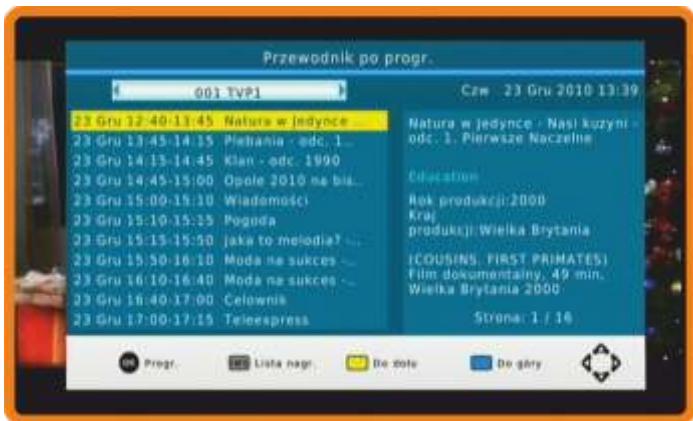 Przewodnik po progr.
001 TVP1
Czw 23 Gru 2010 13:39
23 Gru 12:40-13:45 Natura w Jedynce ...
23 Gru 13:45-14:15 Plebania - odc. 1...
23 Gru 14:15-14:45 Klan - odc. 1990
23 Gru 14:45-15:00 Opole 2010 na bis...
23 Gru 15:00-15:10 Wiadomości
23 Gru 15:10-15:15 Pogoda
23 Gru 15:15-15:50 Jaka to melodia? -...
23 Gru 15:50-16:10 Moda na sukces -...
23 Gru 16:10-16:40 Moda na sukces -...
23 Gru 16:40-17:00 Celownik
23 Gru 17:00-17:15 Teleexpress
Natura w Jedynce - Nasi kuzyni -
odc. 1. Pierwsze Naczelne
Education
Rok produkcji:2000
Kraj
produkcji:Wielka Brytania
(COUSINS, FIRST PRIMATES)
Film dokumentalny, 49 min.
Wielka Brytania 2000
Strona: 1 / 16
OK Progr.
Lista nagr.
Do dołu
Do góry